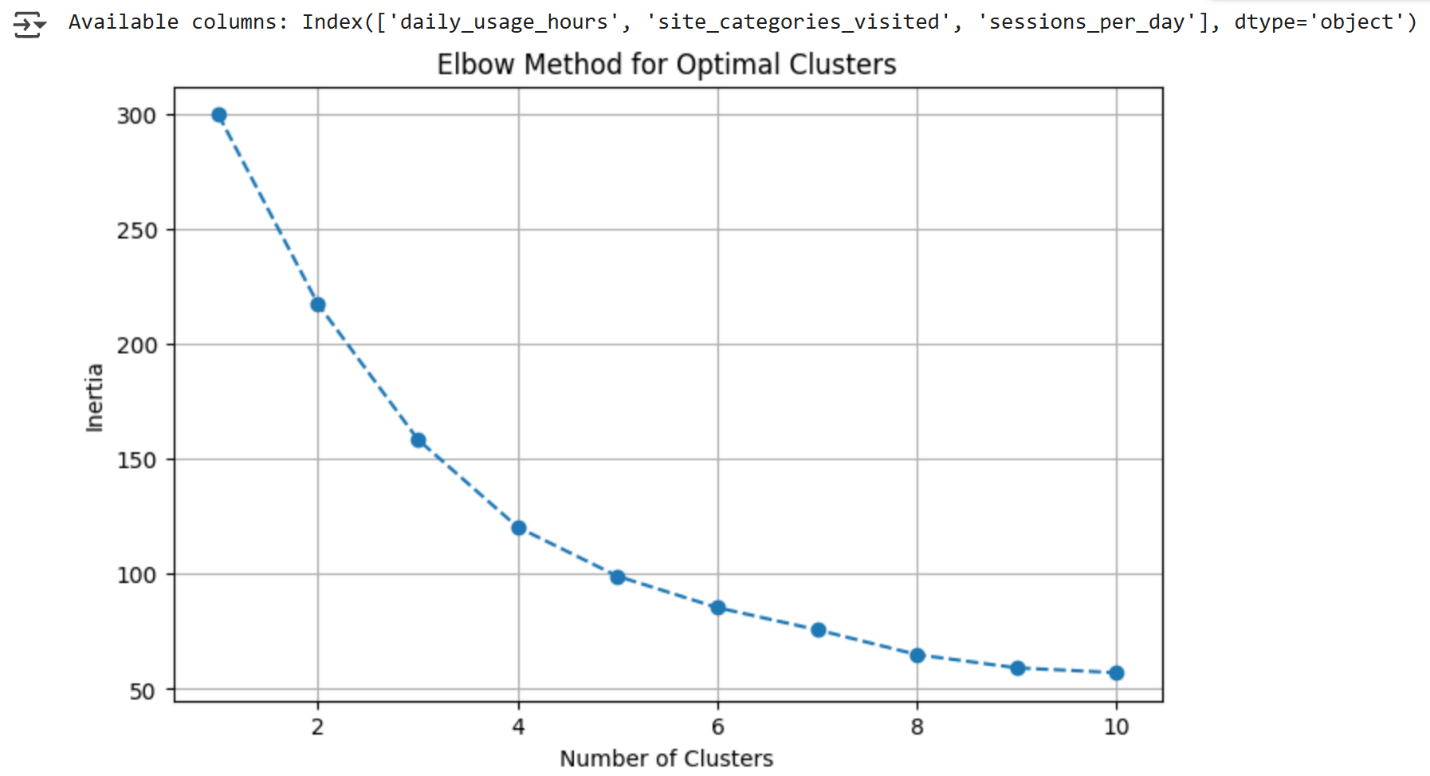 Available columns: Index(['daily_usage_hours', 'site_categories_visited', 'sessions_per_day'], dtype='object')
Elbow Method for Optimal Clusters
300
250
200
150
100
50
Inertia
2 4 6 8 10
Number of Clusters